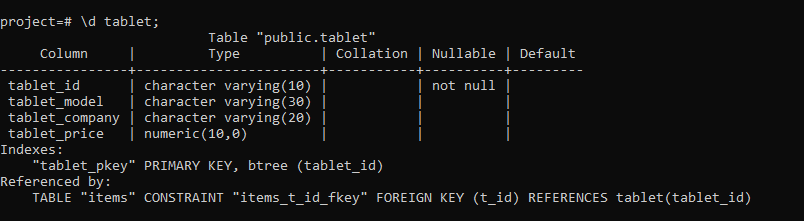 project=# \d tablet;
                          Table "public.tablet"
     Column     |         Type          | Collation | Nullable | Default
----------------+-----------------------+-----------+----------+---------
 tablet_id      | character varying(10) |           | not null |
 tablet_model   | character varying(30) |           |          |
 tablet_company | character varying(20) |           |          |
 tablet_price   | numeric(10,0)         |           |          |
Indexes:
    "tablet_pkey" PRIMARY KEY, btree (tablet_id)
Referenced by:
    TABLE "items" CONSTRAINT "items_t_id_fkey" FOREIGN KEY (t_id) REFERENCES tablet(tablet_id)